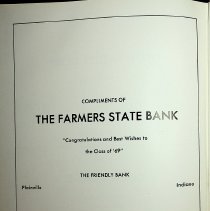 COMPLIMENTS OF
THE FARMERS STATE BANK
"Congratulations and Best Wishes to
the Class of '69"
THE FRIENDLY BANK
Plainville Indiana